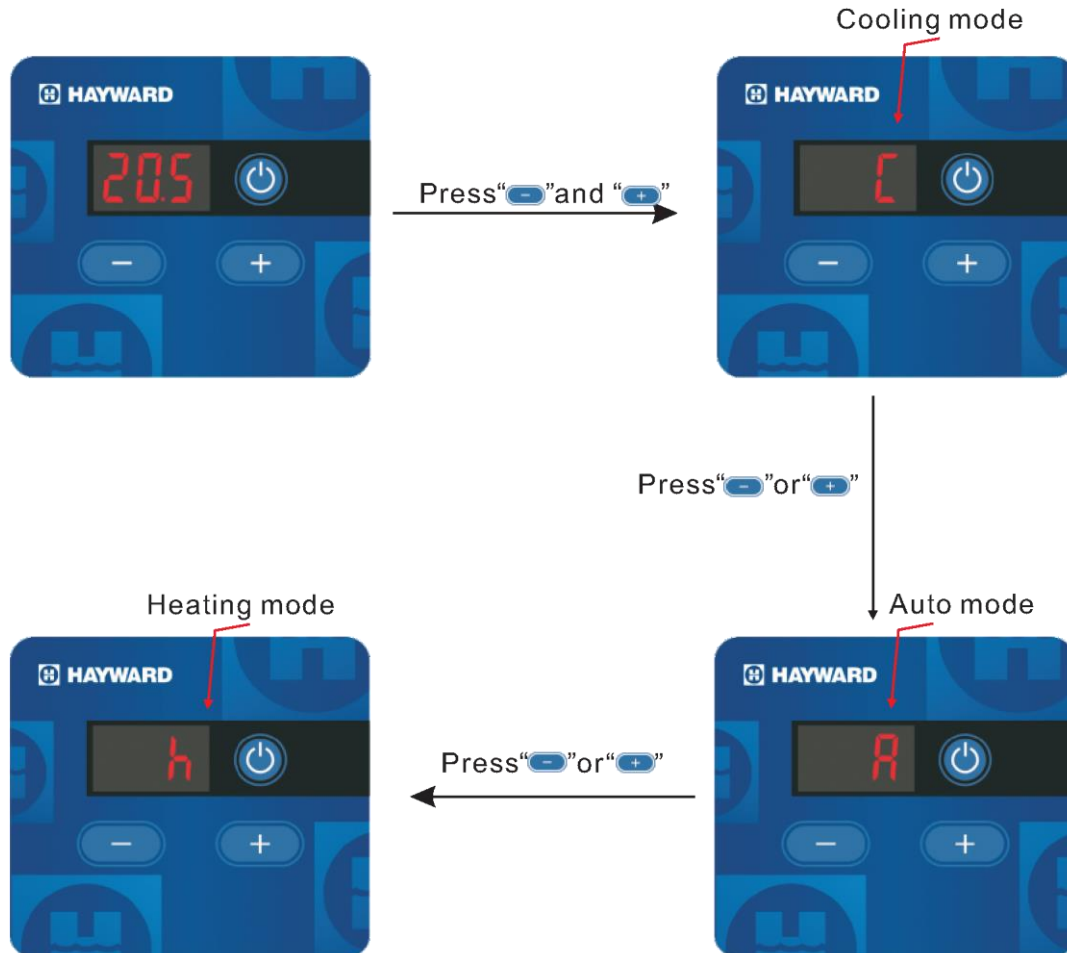 Cooling mode
HAYWARD
HAYWARD
20.5
C
Press“-”and “+”
- +
- +
Press“-”or“+”
Heating mode
Auto mode
HAYWARD
HAYWARD
h
A
Press“-”or“+”
- +
- +